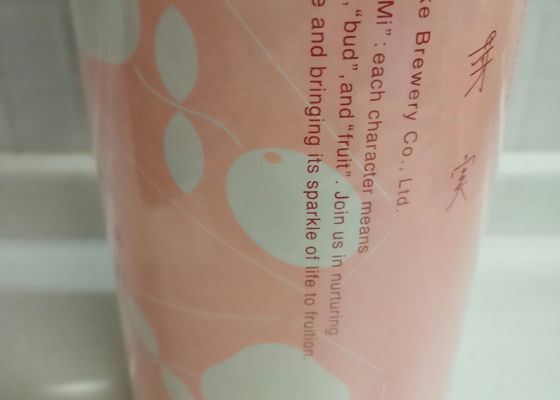 ke Brewery Co., Ltd.
Mi” : each character means
, “bud”, and “fruit”. Join us in nurturing
e and bringing its sparkle of life to fruition.